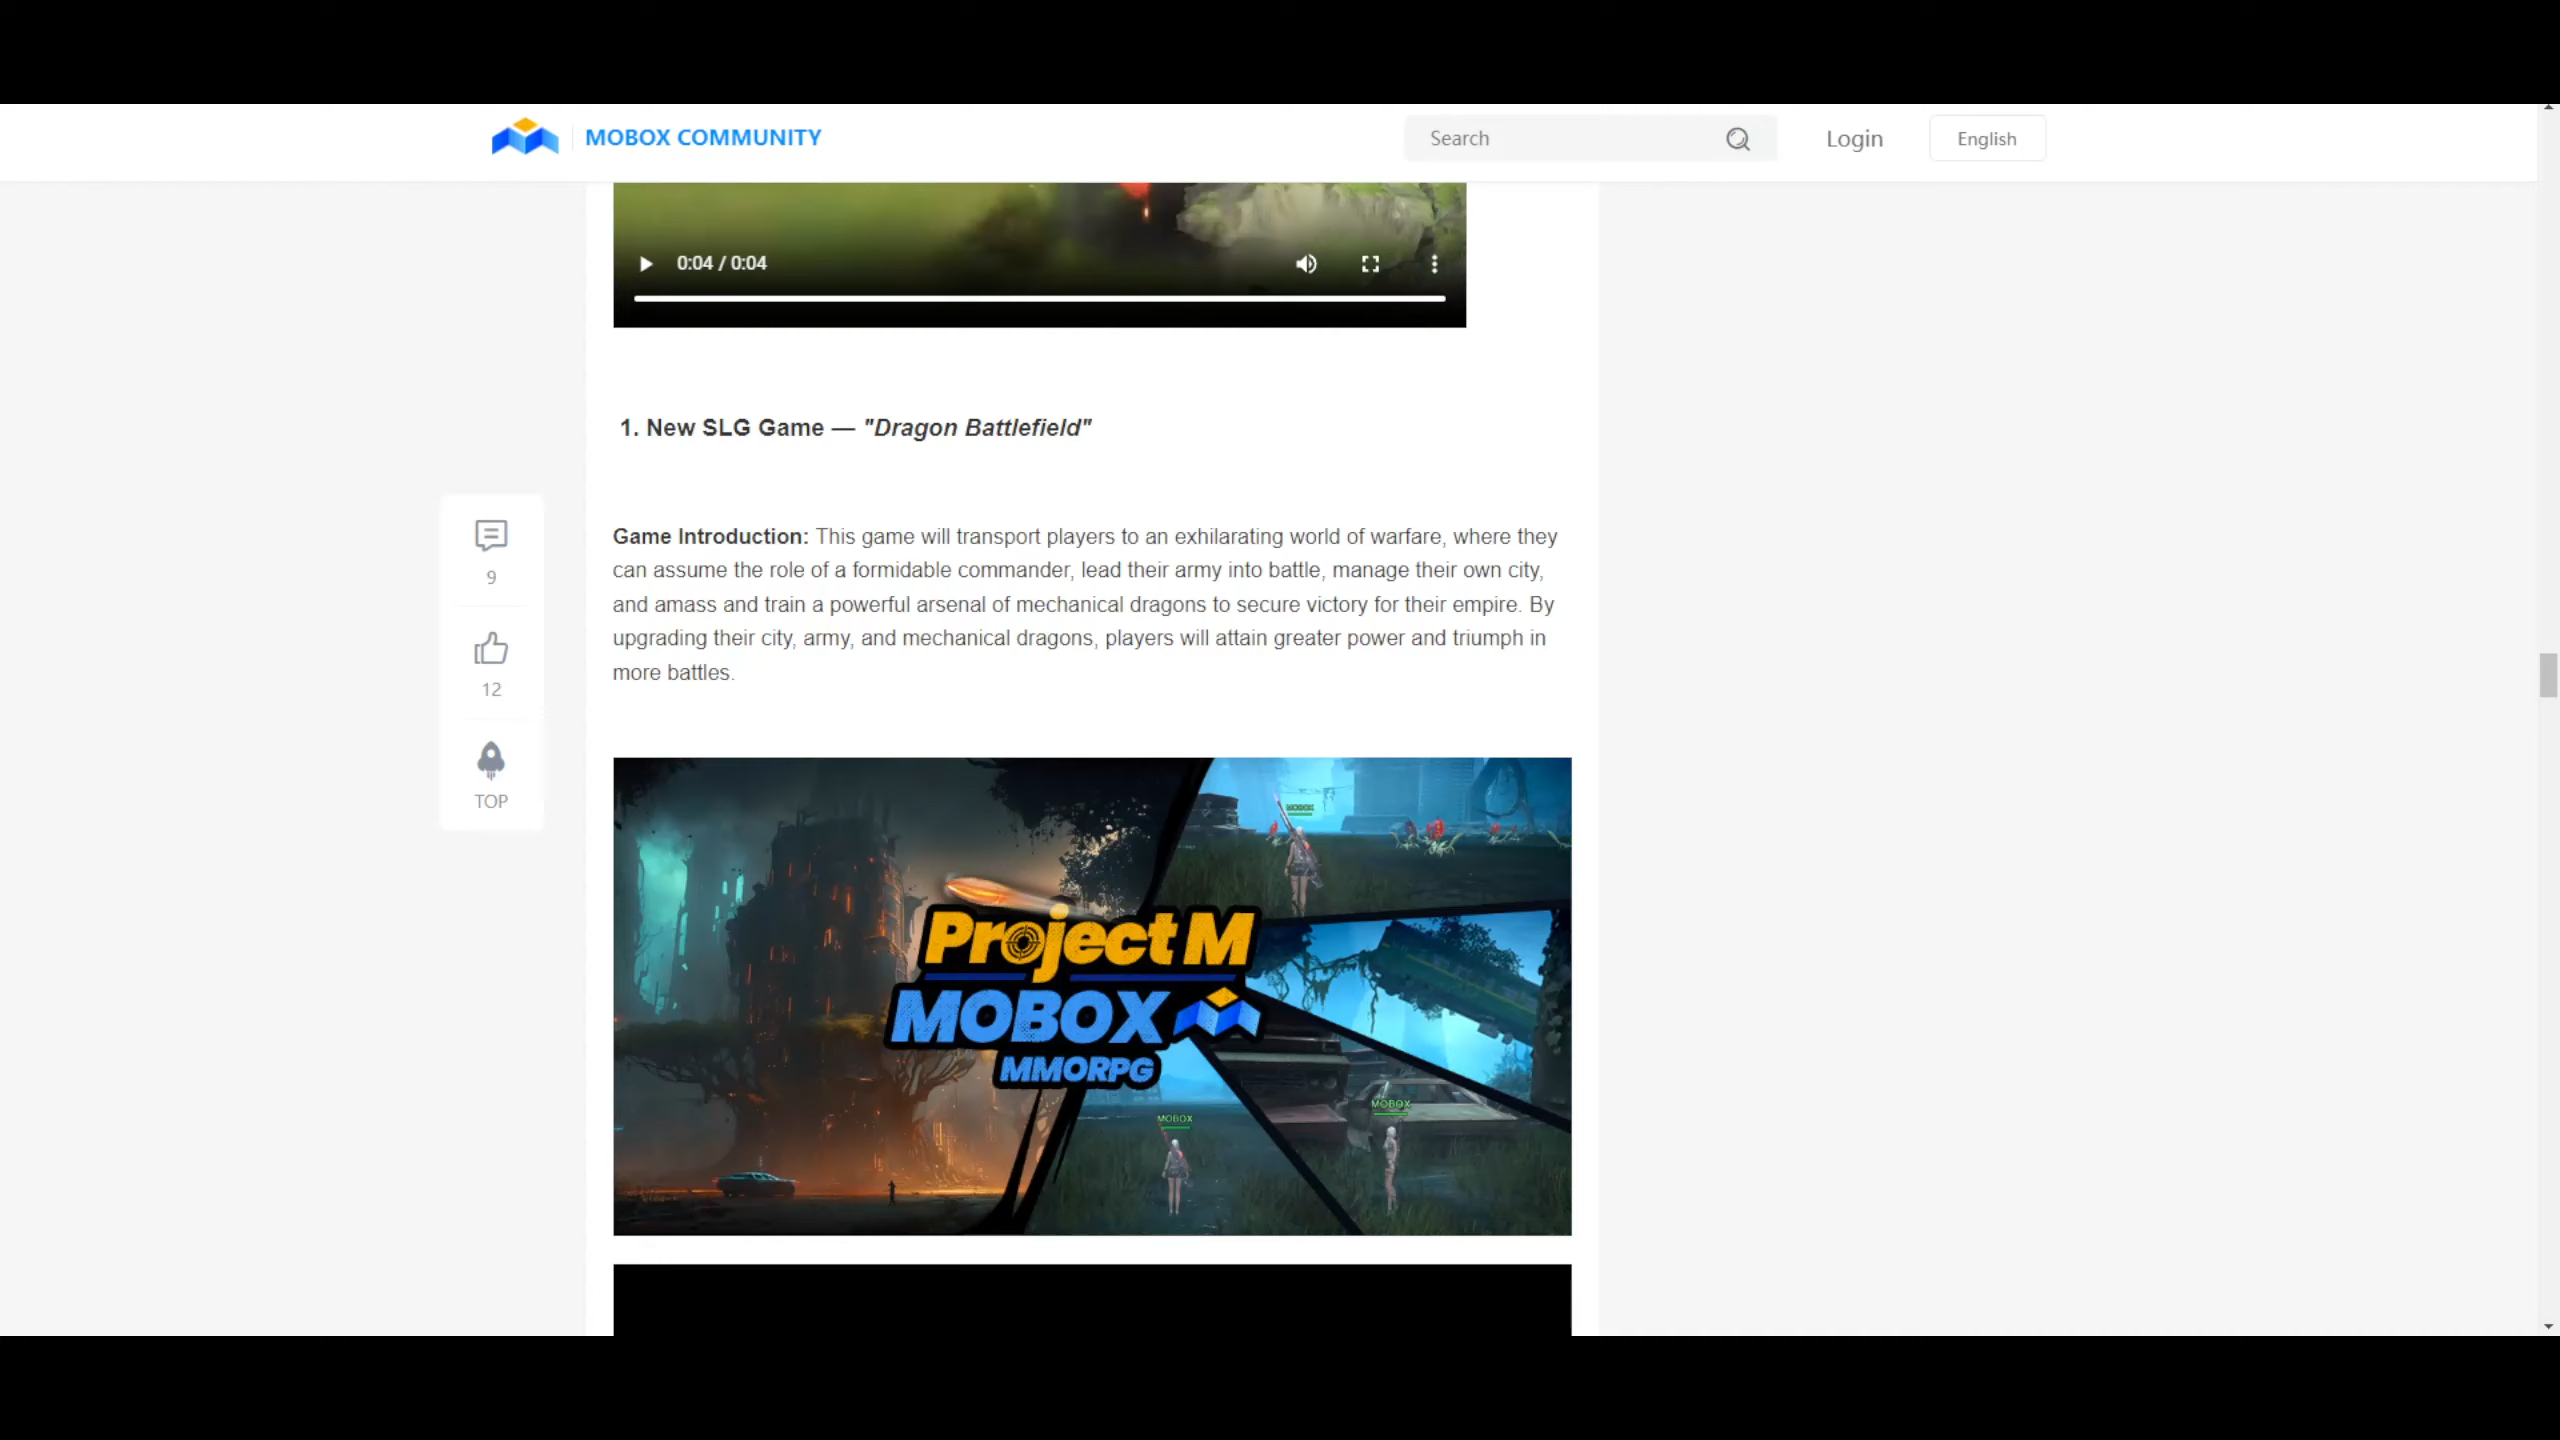 MOBOX COMMUNITY
Search
Login
English
0:04 / 0:04
1. New SLG Game — "Dragon Battlefield"
9
12
TOP
Game Introduction: This game will transport players to an exhilarating world of warfare, where they
can assume the role of a formidable commander, lead their army into battle, manage their own city,
and amass and train a powerful arsenal of mechanical dragons to secure victory for their empire. By
upgrading their city, army, and mechanical dragons, players will attain greater power and triumph in
more battles.
MOBOX
Project M
MOBOX
MMORPG
MOBOX
MOBOX